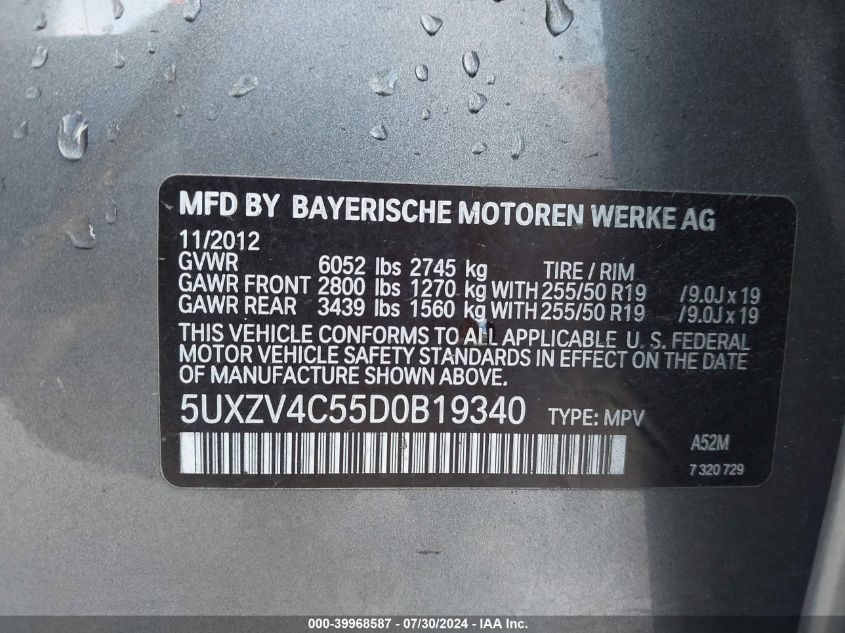 MFD BY BAYERISCHE MOTOREN WERKE AG
11/2012
GVWR 6052 lbs 2745 kg TIRE / RIM
GAWR FRONT 2800 lbs 1270 kg WITH 255/50 R19 /9.0J x 19
GAWR REAR 3439 lbs 1560 kg WITH 255/50 R19 /9.0J x 19
THIS VEHICLE CONFORMS TO ALL APPLICABLE U. S. FEDERAL
MOTOR VEHICLE SAFETY STANDARDS IN EFFECT ON THE DATE
OF MANUFACTURE SHOWN ABOVE.
5UXZV4C55D0B19340 TYPE: MPV
A52M
7 320 729
000-39968587 - 07/30/2024 - IAA Inc.